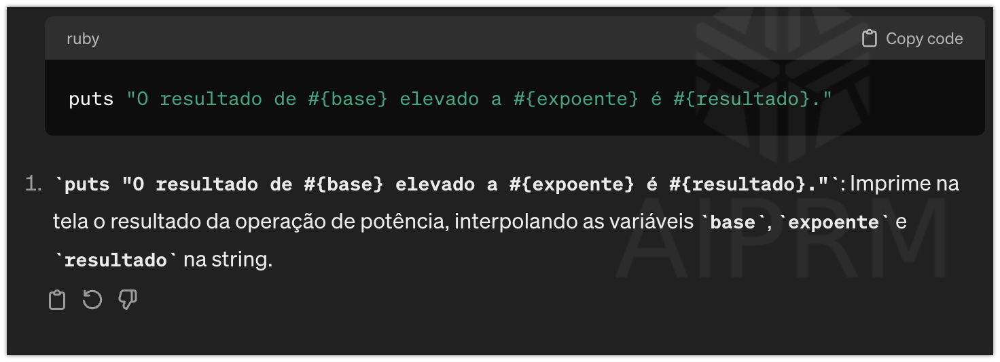 ruby
Copy code
puts "O resultado de #{base} elevado a #{expoente} é #{resultado}."
1. `puts "O resultado de #{base} elevado a #{expoente} é #{resultado}."`: Imprime na
tela o resultado da operação de potência, interpolando as variáveis `base`, `expoente` e
`resultado` na string.
AIPRM